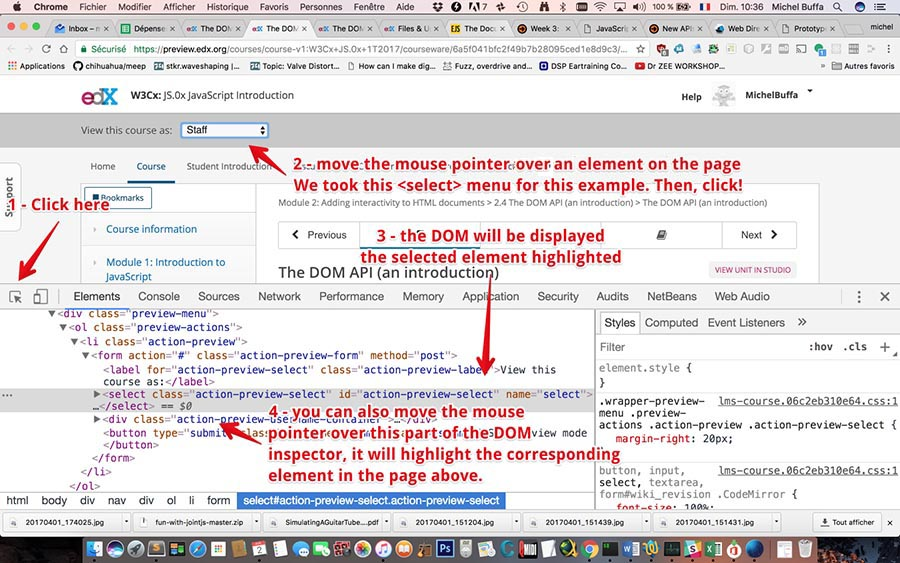 Chrome Fichier Modifier Afficher Historique Favoris Personnes Fenêtre Aide 7 100 % Dim. 10:36 Michel Buffa
Inbox – Dépense The DOM The DOM The DOM Files & U The Doc Week 3: JavaScri New API Web Dire Prototyp michel
Sécurisé https://preview.edx.org/courses/course-v1:W3Cx+JS.0x+1T2017/courseware/6a5f041bfc2f49b7b28095ced1e8d9c3/
Applications chihuahua/meep stkr.waveshaping |... Topic: Valve Distort... How can I make dig... Fuzz, overdrive and... DSP Eartraining Co... Dr ZEE WORKSHOP... » Autres favoris
edX W3Cx: JS.0x JavaScript Introduction Help MichelBuffa
View this course as: Staff
2 - move the mouse pointer over an element on the page
We took this <select> menu for this example. Then, click!
Home Course Student Introduction
Support
Bookmarks
1 - Click here
Module 2: Adding interactivity to HTML documents > 2.4 The DOM API (an introduction) > The DOM API (an introduction)
Course information
Previous Next
3 - the DOM will be displayed
the selected element highlighted
Module 1: Introduction to
JavaScript
The DOM API (an introduction)
VIEW UNIT IN STUDIO
Elements Console Sources Network Performance Memory Application Security Audits NetBeans Web Audio
<div class="preview-menu">
<ol class="preview-actions">
<li class="action-preview">
<form action="#" class="action-preview-form" method="post">
<label for="action-preview-select" class="action-preview-label">View this
course as:</label>
<select class="action-preview-select" id="action-preview-select" name="select">
…</select> == $0
<div class="action-preview-username-container">…</div>
<button type="submit" view mode
</button>
</form>
</li>
</ol>
4 - you can also move the mouse
pointer over this part of the DOM
inspector, it will highlight the corresponding
element in the page above.
Styles Computed Event Listeners »
Filter :hov .cls +
element.style {
}
.wrapper-preview- lms-course.06c2eb310e64.css:1
menu .preview-
actions .action-preview .action-preview-select {
margin-right: 20px;
}
button, input, lms-course.06c2eb310e64.css:1
select, textarea,
form#wiki_revision .CodeMirror {
font-size: 100%;
html body div nav div ol li form select#action-preview-select.action-preview-select
20170401_174025.jpg fun-with-jointjs-master.zip SimulatingAGuitarTube....pdf 20170401_151204.jpg 20170401_151439.jpg 20170401_151431.jpg Tout afficher